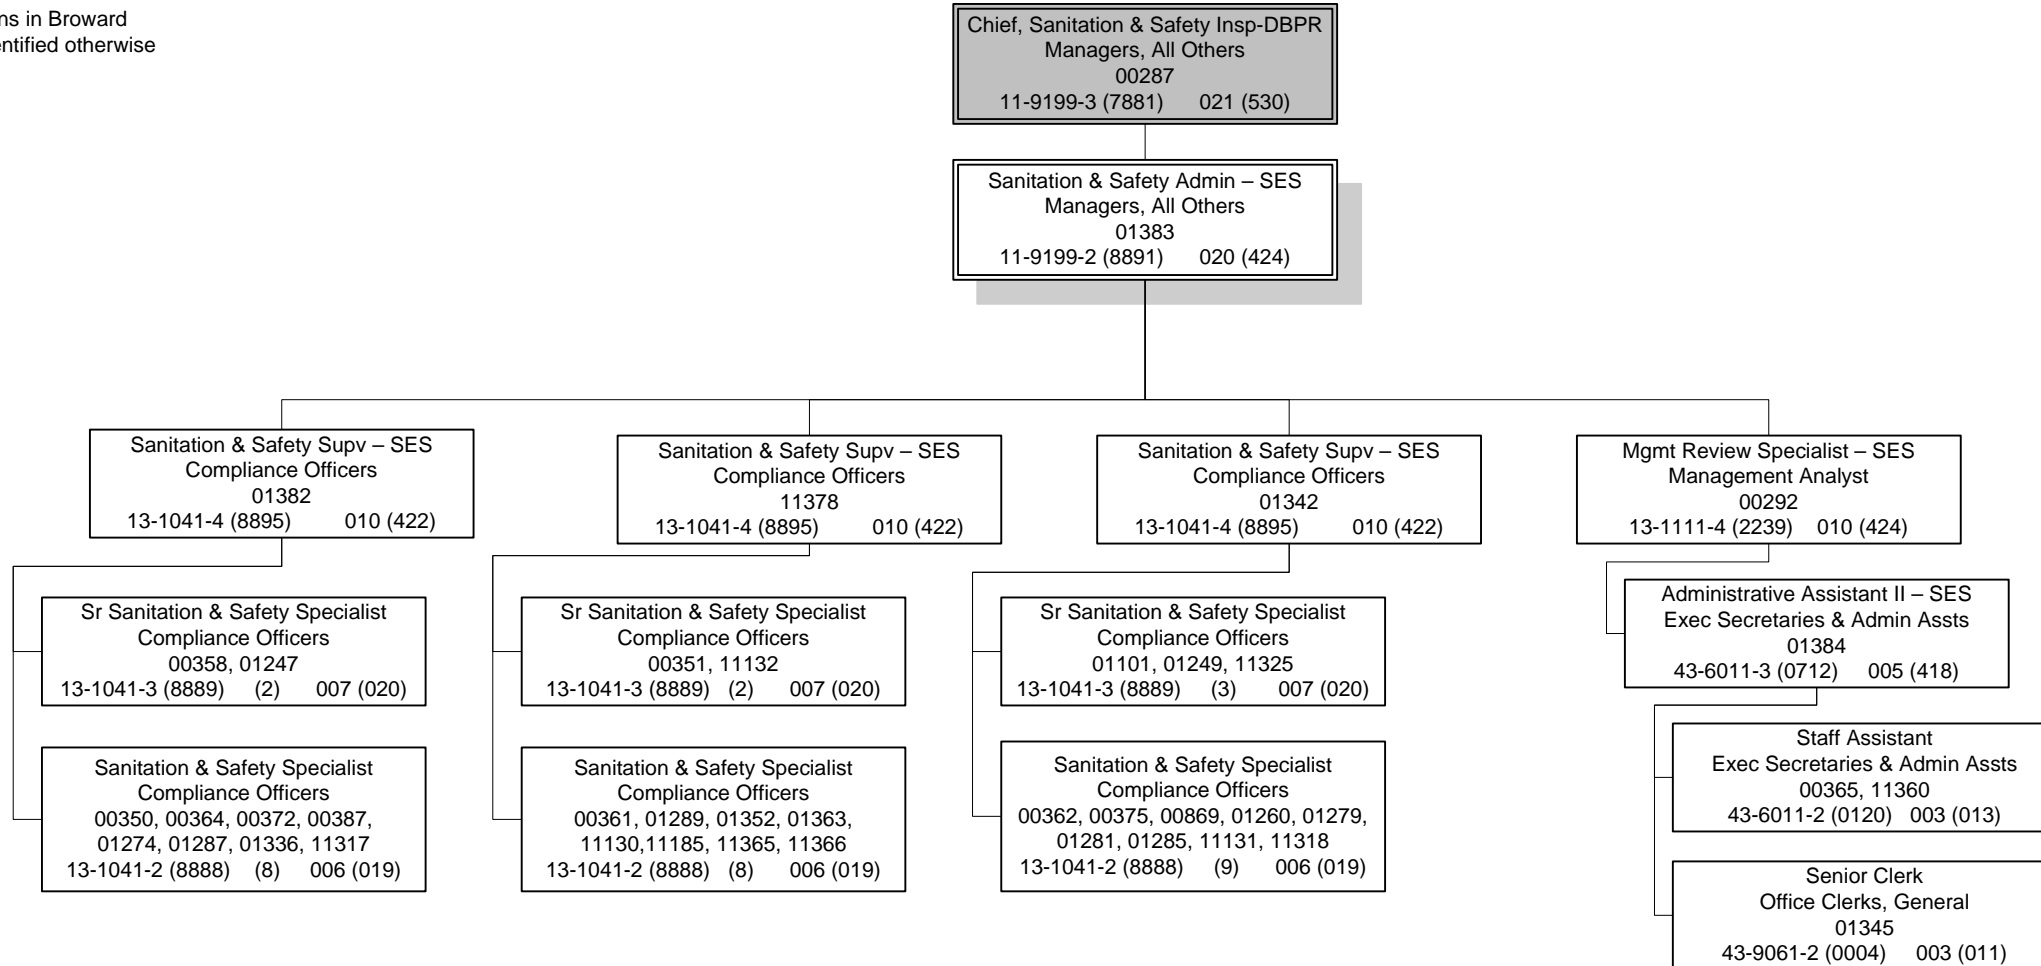 ns in Broward
entified otherwise
Chief, Sanitation & Safety Insp-DBPR
Managers, All Others
00287
11-9199-3 (7881) 021 (530)
Sanitation & Safety Admin – SES
Managers, All Others
01383
11-9199-2 (8891) 020 (424)
Sanitation & Safety Supv – SES
Compliance Officers
01382
13-1041-4 (8895) 010 (422)
Sanitation & Safety Supv – SES
Compliance Officers
11378
13-1041-4 (8895) 010 (422)
Sanitation & Safety Supv – SES
Compliance Officers
01342
13-1041-4 (8895) 010 (422)
Mgmt Review Specialist – SES
Management Analyst
00292
13-1111-4 (2239) 010 (424)
Sr Sanitation & Safety Specialist
Compliance Officers
00358, 01247
13-1041-3 (8889) (2) 007 (020)
Sr Sanitation & Safety Specialist
Compliance Officers
00351, 11132
13-1041-3 (8889) (2) 007 (020)
Sr Sanitation & Safety Specialist
Compliance Officers
01101, 01249, 11325
13-1041-3 (8889) (3) 007 (020)
Administrative Assistant II – SES
Exec Secretaries & Admin Assts
01384
43-6011-3 (0712) 005 (418)
Sanitation & Safety Specialist
Compliance Officers
00350, 00364, 00372, 00387,
01274, 01287, 01336, 11317
13-1041-2 (8888) (8) 006 (019)
Sanitation & Safety Specialist
Compliance Officers
00361, 01289, 01352, 01363,
11130,11185, 11365, 11366
13-1041-2 (8888) (8) 006 (019)
Sanitation & Safety Specialist
Compliance Officers
00362, 00375, 00869, 01260, 01279,
01281, 01285, 11131, 11318
13-1041-2 (8888) (9) 006 (019)
Staff Assistant
Exec Secretaries & Admin Assts
00365, 11360
43-6011-2 (0120) 003 (013)
Senior Clerk
Office Clerks, General
01345
43-9061-2 (0004) 003 (011)